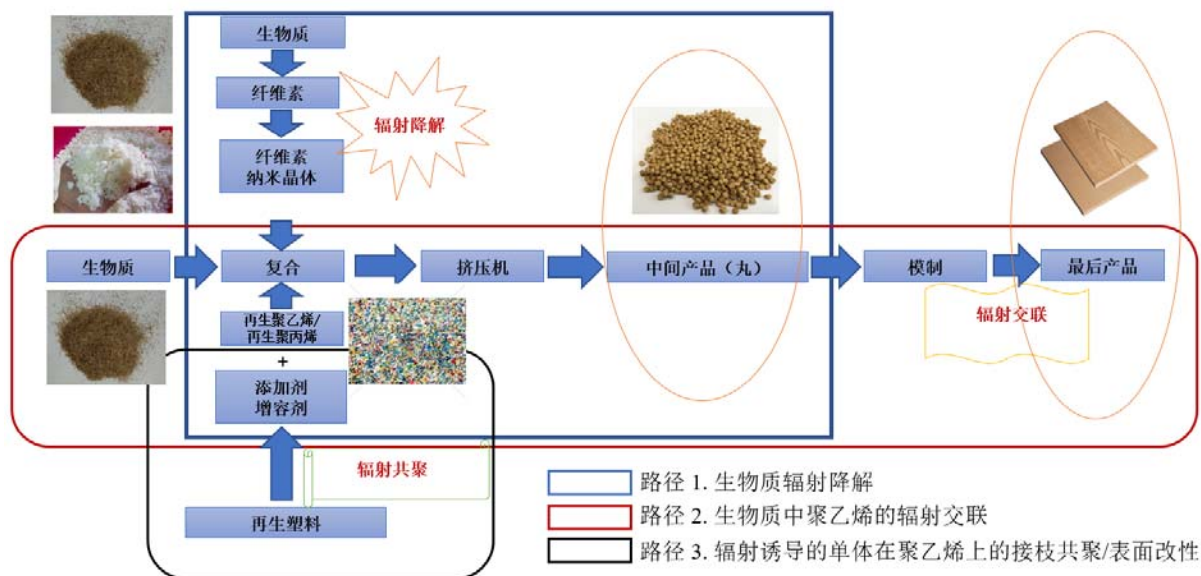 生物质
纤维素
辐射降解
纤维素
纳米晶体
生物质
复合
挤压机
中间产品（丸）
模制
最后产品
再生聚乙烯/
再生聚丙烯
辐射交联
+
添加剂
增容剂
辐射共聚
再生塑料
路径 1. 生物质辐射降解
路径 2. 生物质中聚乙烯的辐射交联
路径 3. 辐射诱导的单体在聚乙烯上的接枝共聚/表面改性